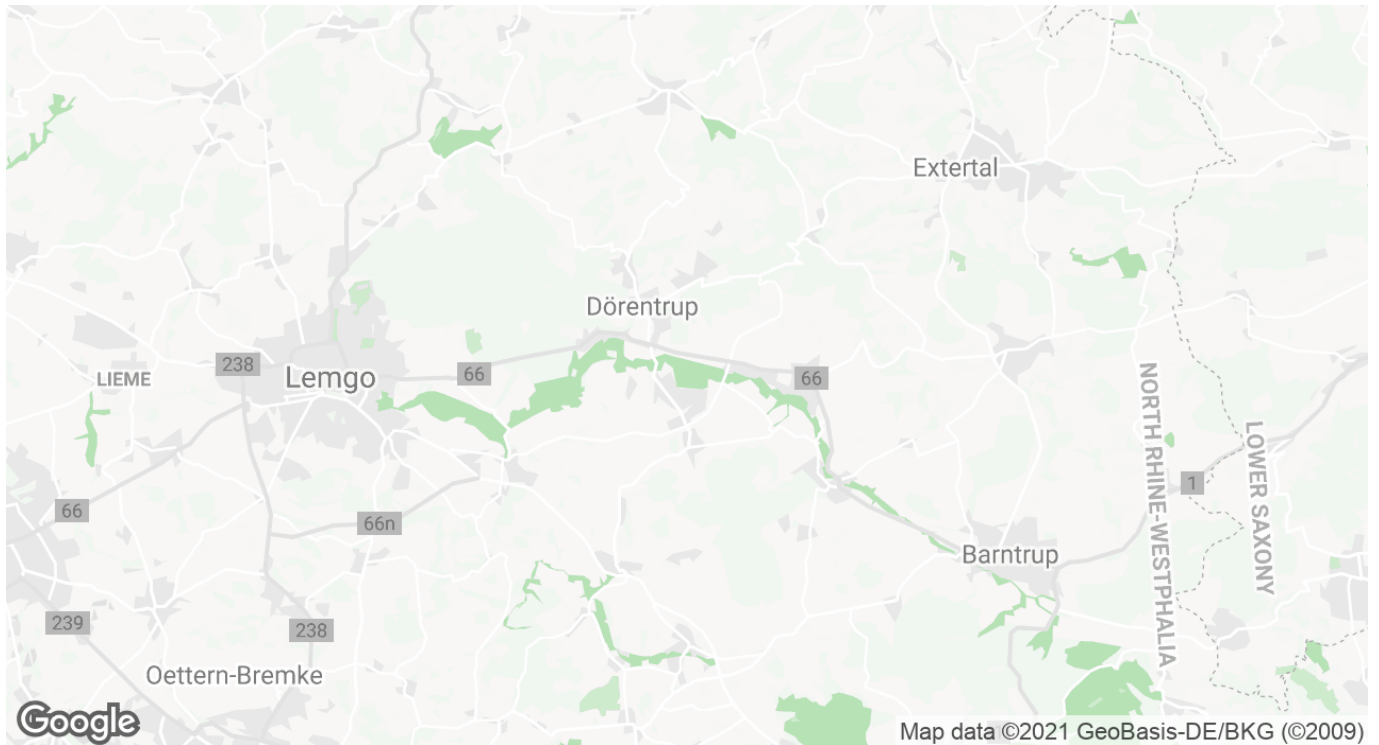 Extertal
Dörentrup
238
66
Lemgo
66
LIEME
NORTH RHINE-WESTPHALIA
LOWER SAXONY
1
66
66n
Barntrup
239
238
Oettern-Bremke
Google
Map data ©2021 GeoBasis-DE/BKG (©2009)